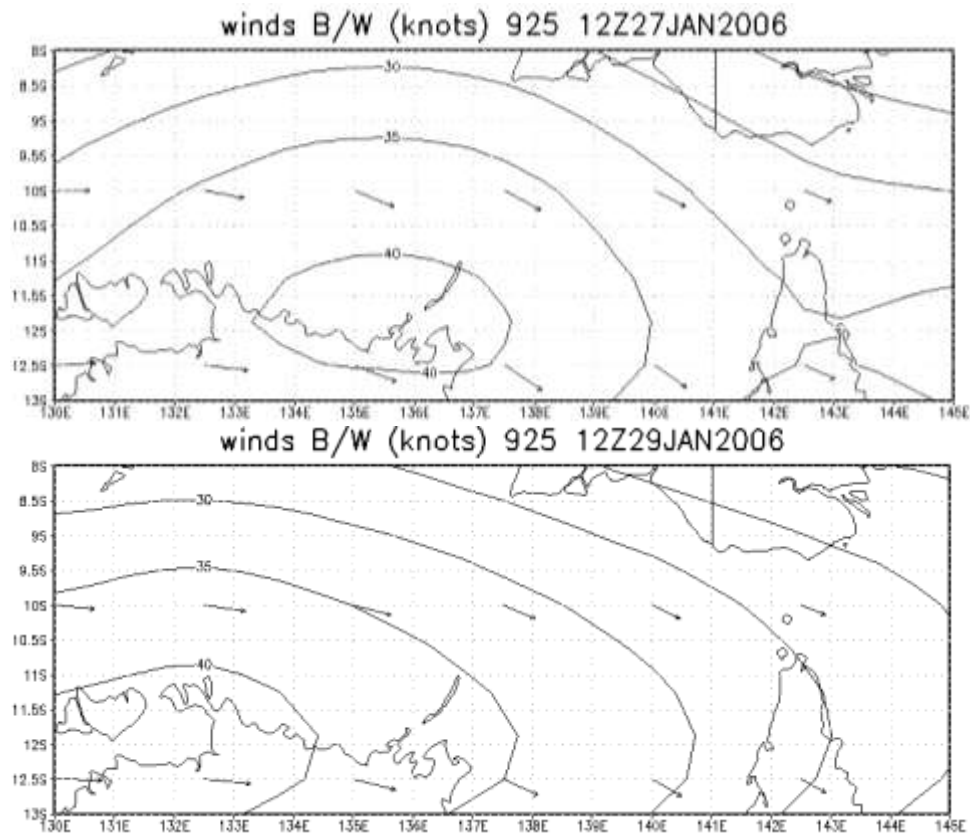 winds B/W (knots) 925 12Z27JAN2006
8S
30
8.5S
9S
35
9.5S
10S
10.5S
40
11S
11.5S
12S
12.5S
40
13S
130E 131E 132E 133E 134E 135E 136E 137E 138E 139E 140E 141E 142E 143E 144E 145E
winds B/W (knots) 925 12Z29JAN2006
8S
8.5S
30
9S
9.5S
35
10S
10.5S
40
11S
11.5S
12S
12.5S
13S
130E 131E 132E 133E 134E 135E 136E 137E 138E 139E 140E 141E 142E 143E 144E 145E